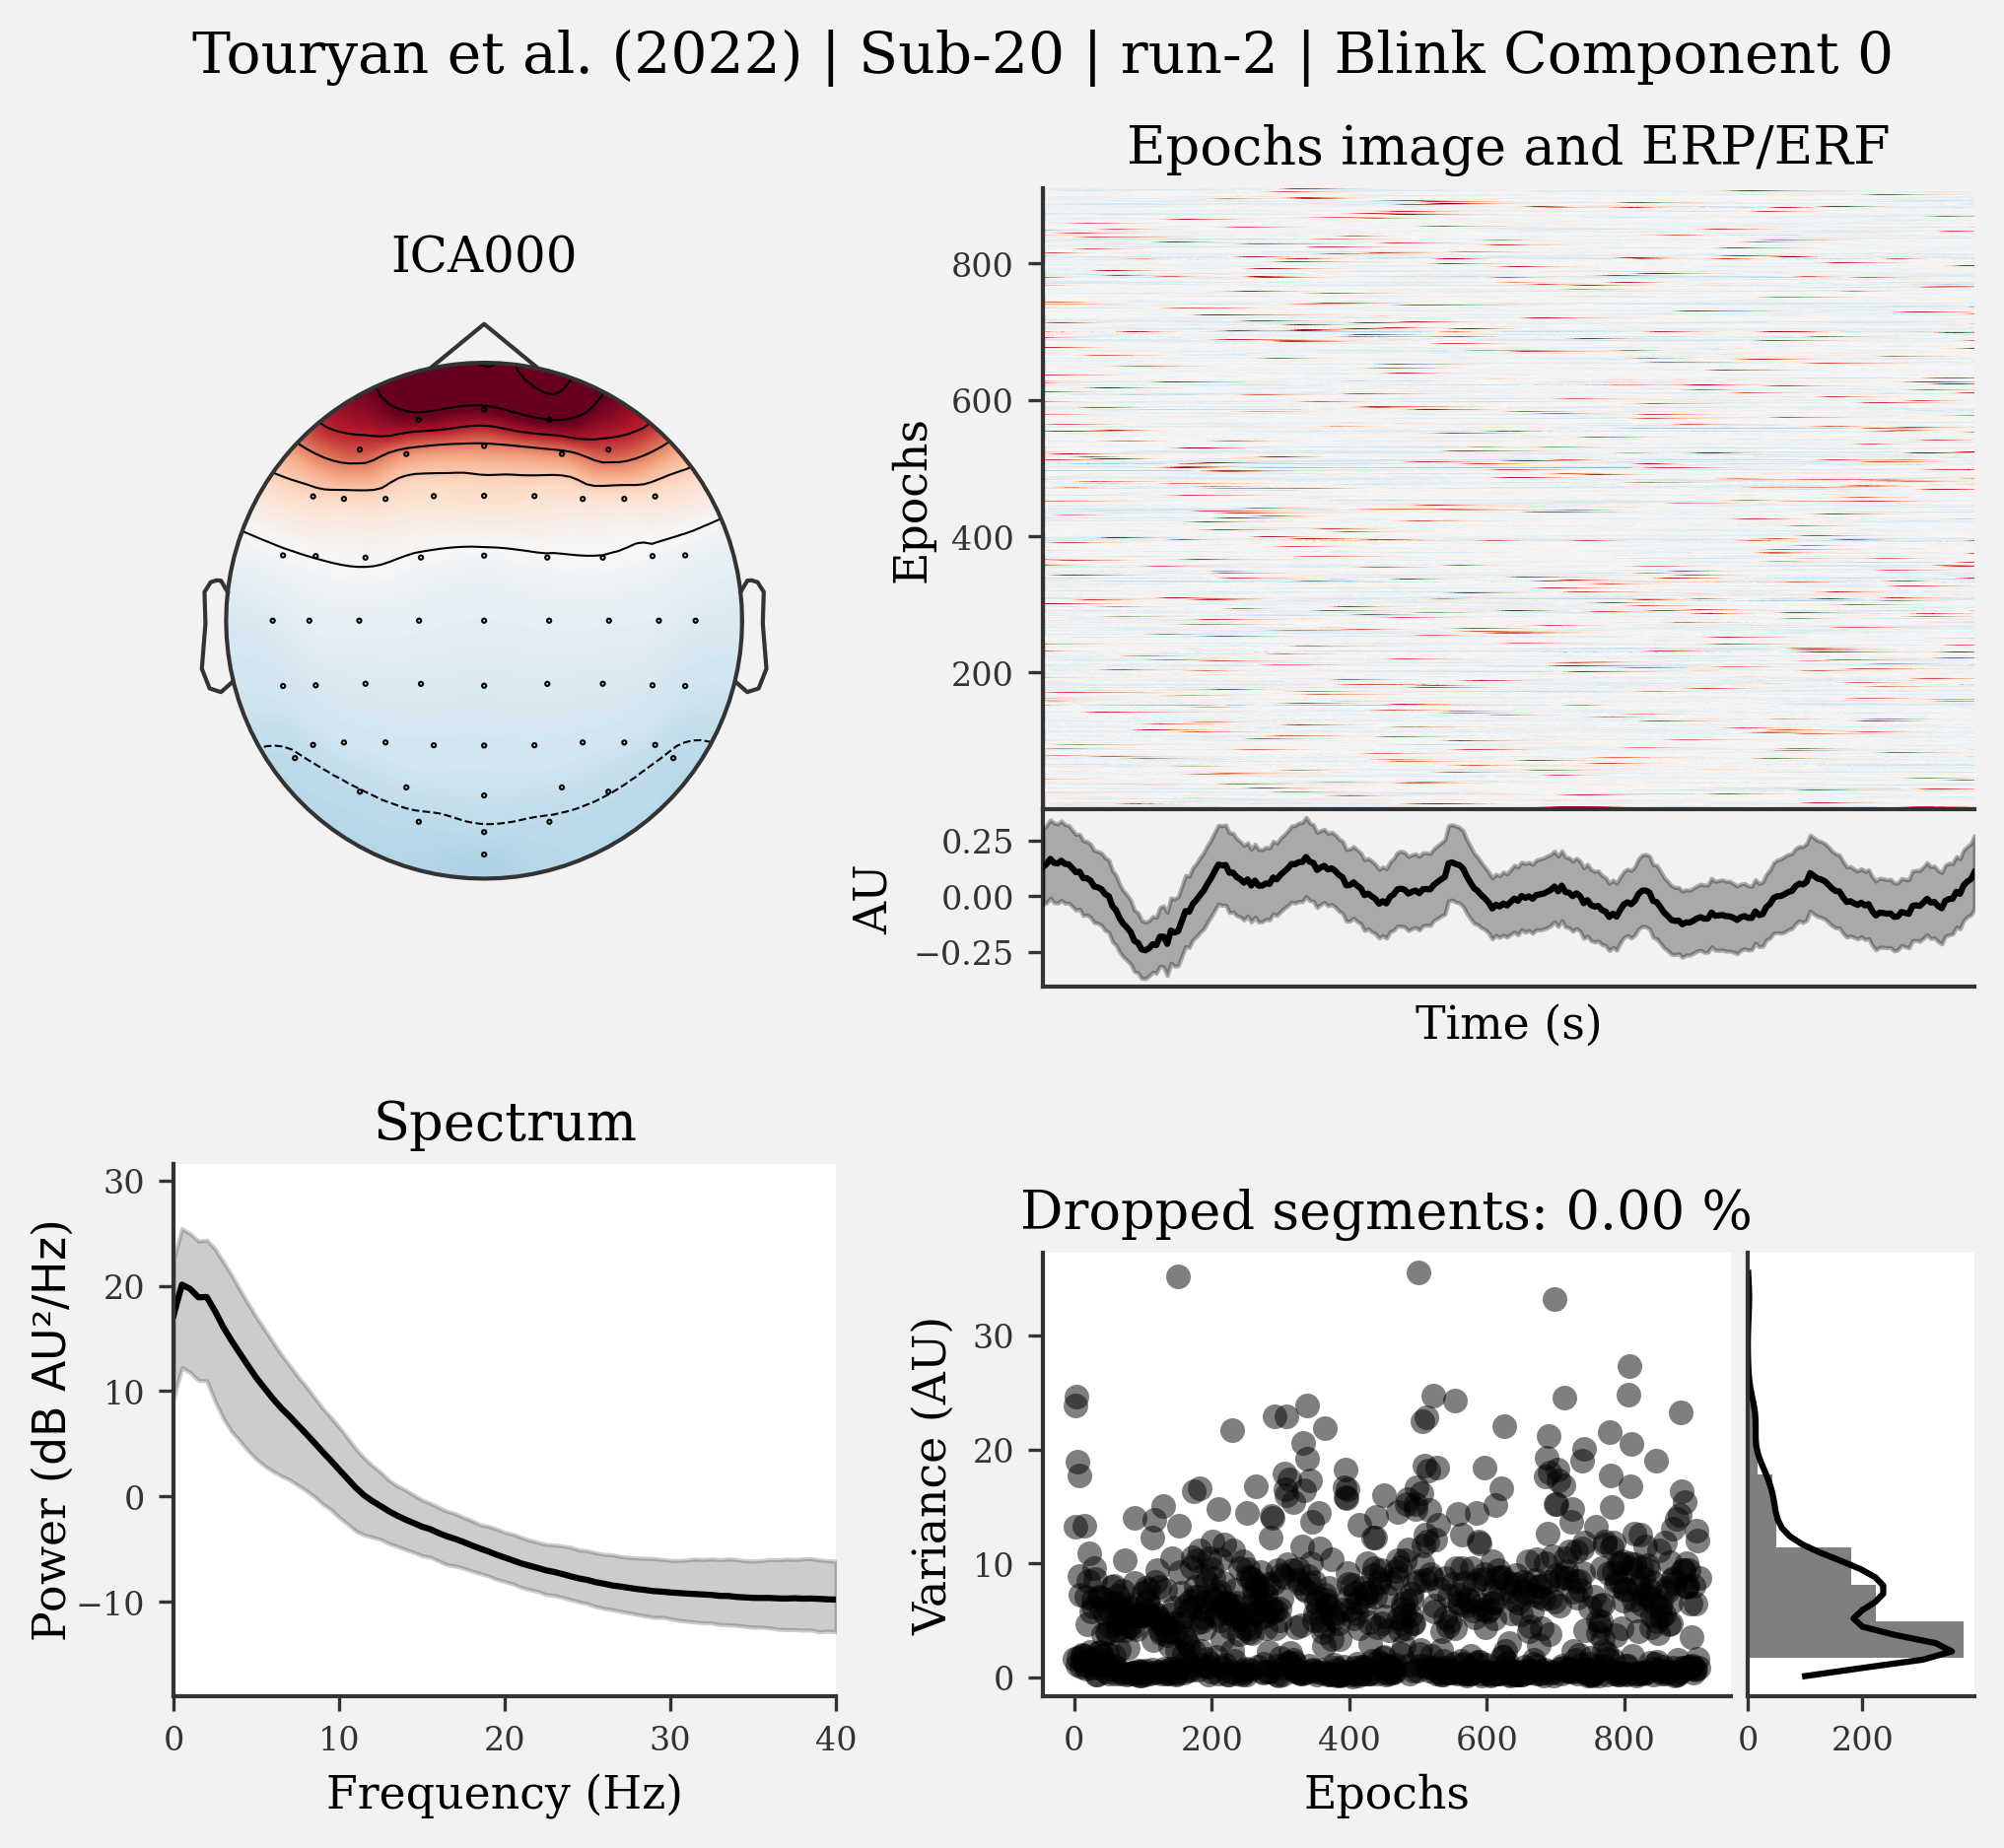 Touryan et al. (2022) | Sub-20 | run-2 | Blink Component 0
ICA000
Epochs image and ERP/ERF
800
600
400
200
Epochs
0.25
0.00
−0.25
AU
Time (s)
Spectrum
30
20
10
0
−10
Power (dB AU²/Hz)
0 10 20 30 40
Frequency (Hz)
Dropped segments: 0.00 %
30
20
10
0
Variance (AU)
0 200 400 600 800
Epochs
0 200